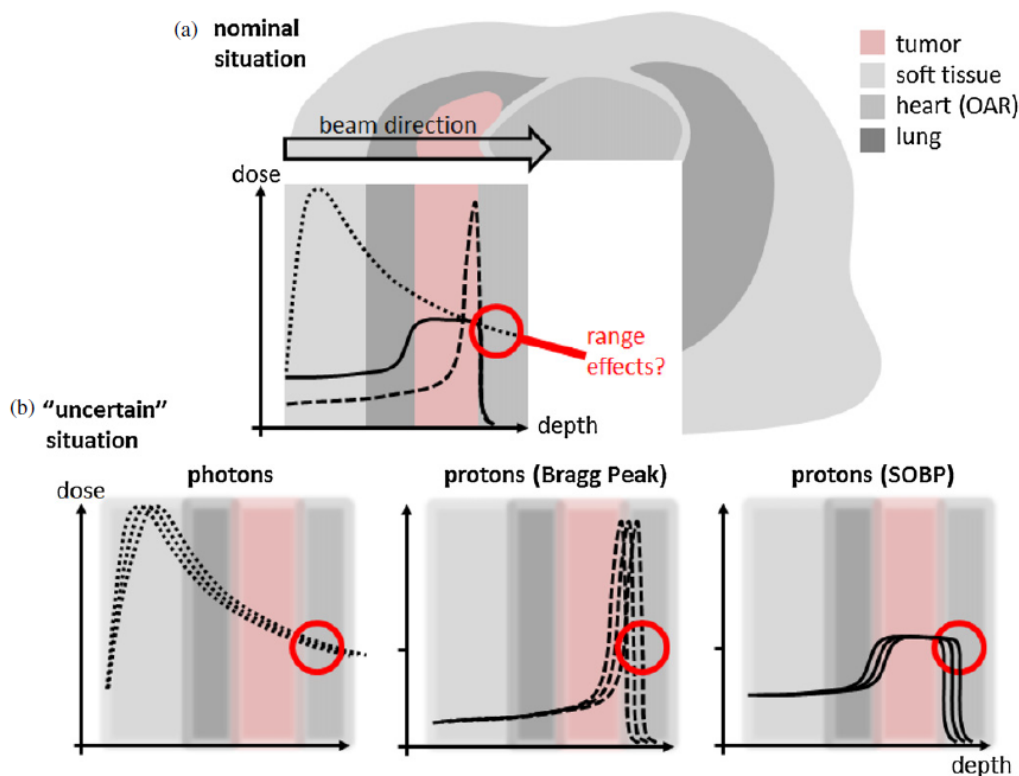 (a) nominal
situation
tumor
soft tissue
heart (OAR)
lung
beam direction
dose
range
effects?
depth
(b) “uncertain”
situation
photons
protons (Bragg Peak)
protons (SOBP)
dose
depth